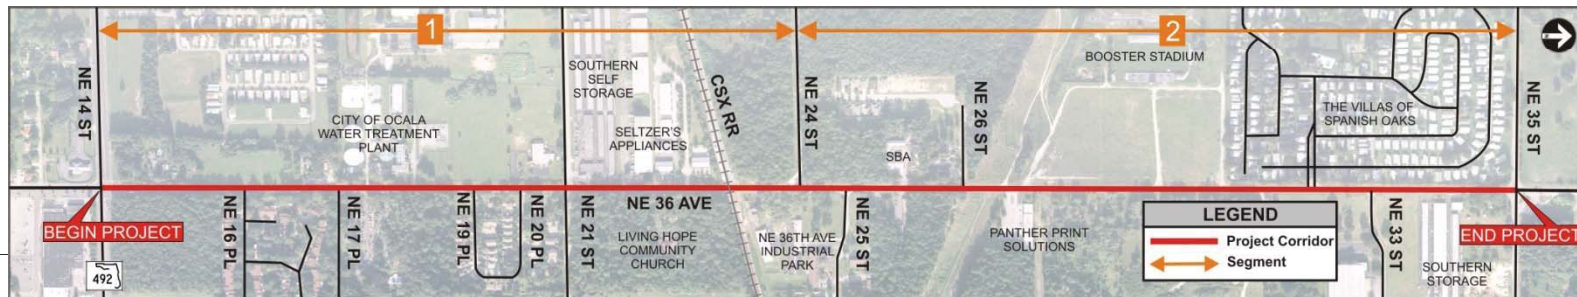 1
2
NE 14 ST
CITY OF OCALA
WATER TREATMENT
PLANT
SOUTHERN
SELF
STORAGE
SELTZER'S
APPLIANCES
CSX RR
NE 24 ST
SBA
NE 26 ST
BOOSTER STADIUM
THE VILLAS OF
SPANISH OAKS
NE 35 ST
BEGIN PROJECT
492
NE 16 PL
NE 17 PL
NE 19 PL
NE 20 PL
NE 21 ST
NE 36 AVE
LIVING HOPE
COMMUNITY
CHURCH
NE 36TH AVE
INDUSTRIAL
PARK
NE 25 ST
PANTHER PRINT
SOLUTIONS
LEGEND
Project Corridor
Segment
NE 33 ST
SOUTHERN
STORAGE
END PROJECT